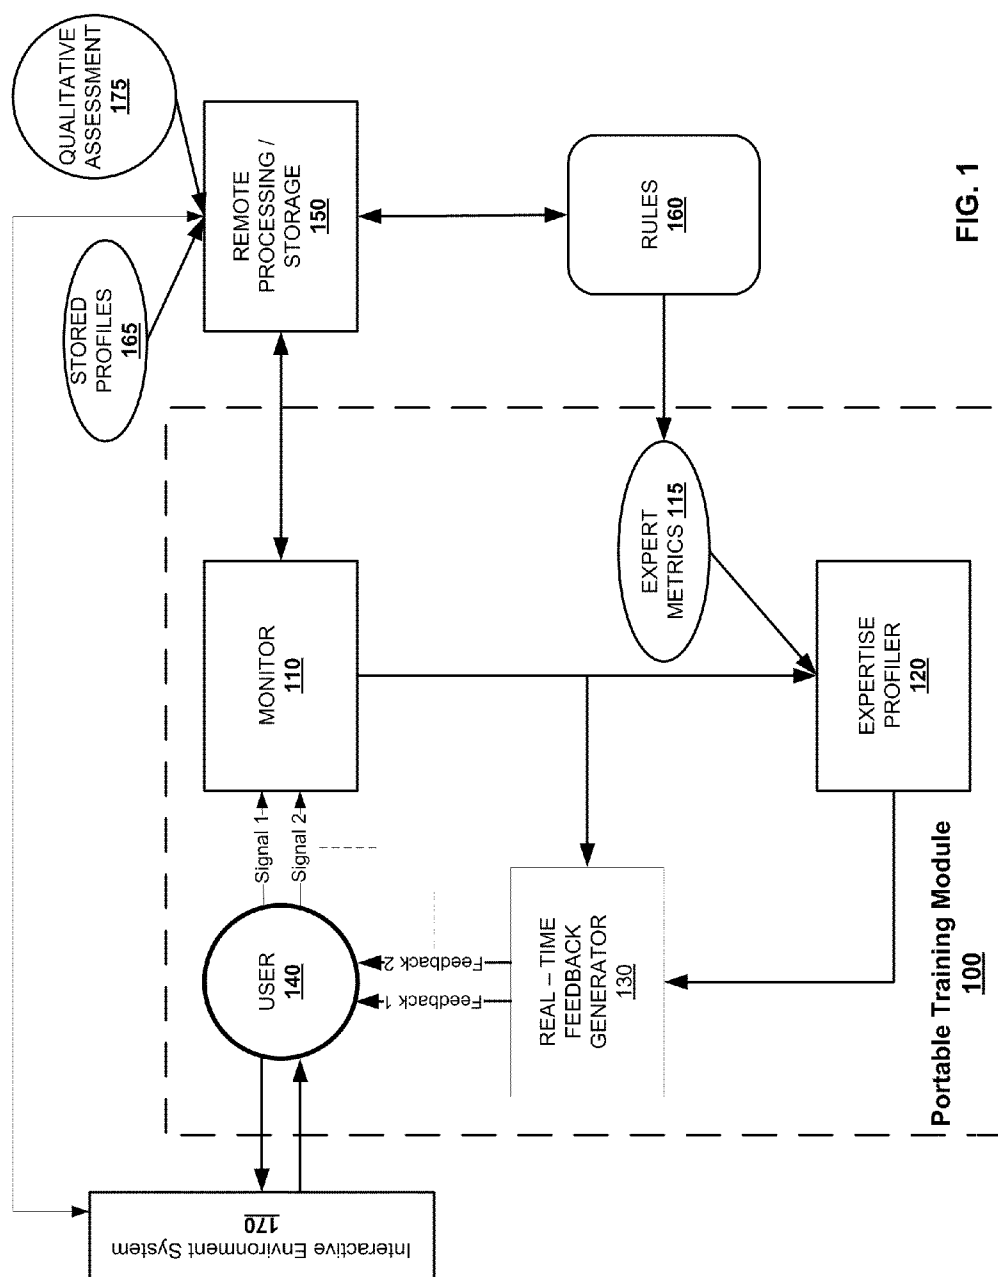 QUALITATIVE
ASSESSMENT
175
STORED
PROFILES
165
REMOTE
PROCESSING /
STORAGE
150
RULES
160
FIG. 1
MONITOR
110
EXPERT
METRICS 115
EXPERTISE
PROFILER
120
Signal 1
Signal 2
USER
140
Feedback 1
Feedback 2
REAL – TIME
FEEDBACK
GENERATOR
130
Portable Training Module
100
Interactive Environment System
170